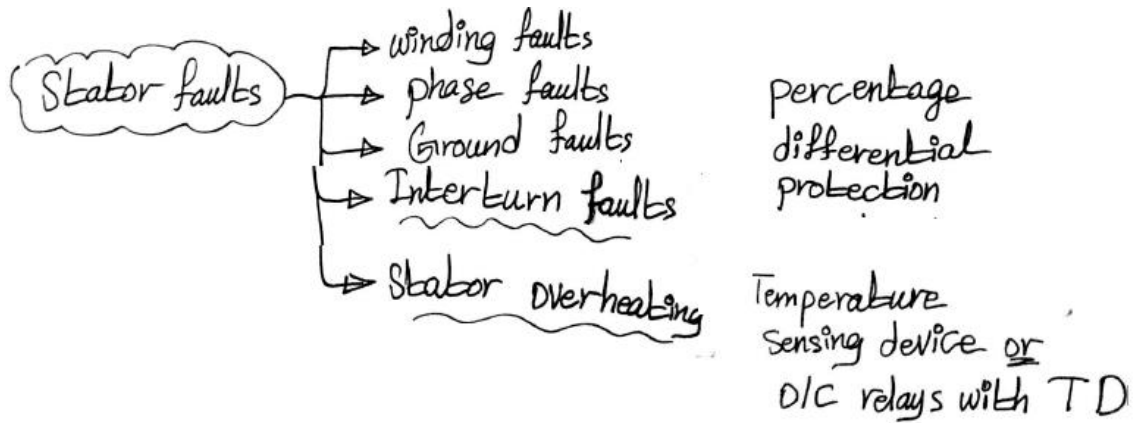 Stator faults
winding faults
phase faults
Ground faults
Interturn faults
Stator overheating
percentage
differential
protection
Temperature
sensing device or
O/C relays with TD